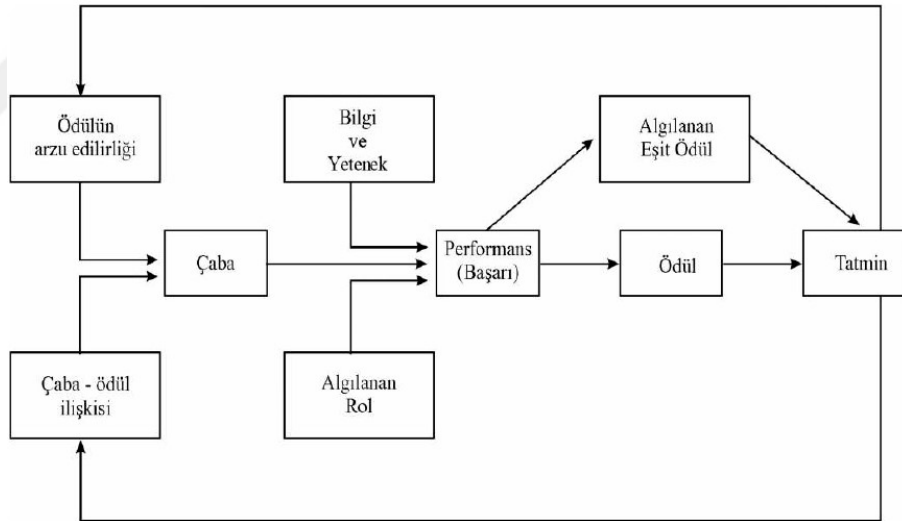 Ödülün
arzu edilirliği
Bilgi
ve
Yetenek
Algılanan
Eşit Ödül
Çaba
Performans
(Başarı)
Ödül
Tatmin
Çaba - ödül
ilişkisi
Algılanan
Rol